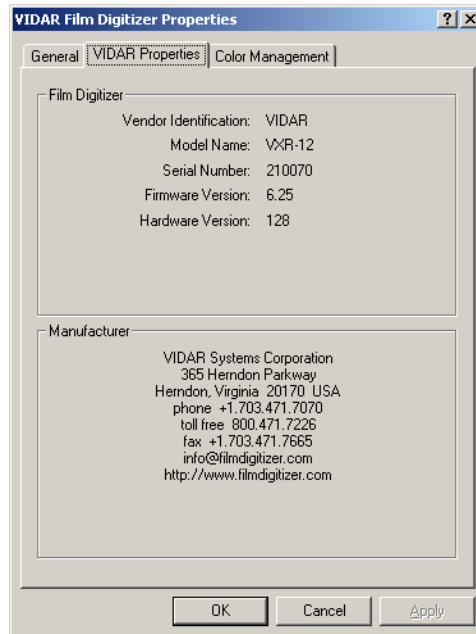 VIDAR Film Digitizer Properties
General VIDAR Properties Color Management
Film Digitizer
Vendor Identification: VIDAR
Model Name: VXR-12
Serial Number: 210070
Firmware Version: 6.25
Hardware Version: 128
Manufacturer
VIDAR Systems Corporation
365 Herndon Parkway
Herndon, Virginia 20170 USA
phone +1.703.471.7070
toll free 800.471.7226
fax +1.703.471.7665
info@filmdigitizer.com
http://www.filmdigitizer.com
OK Cancel Apply